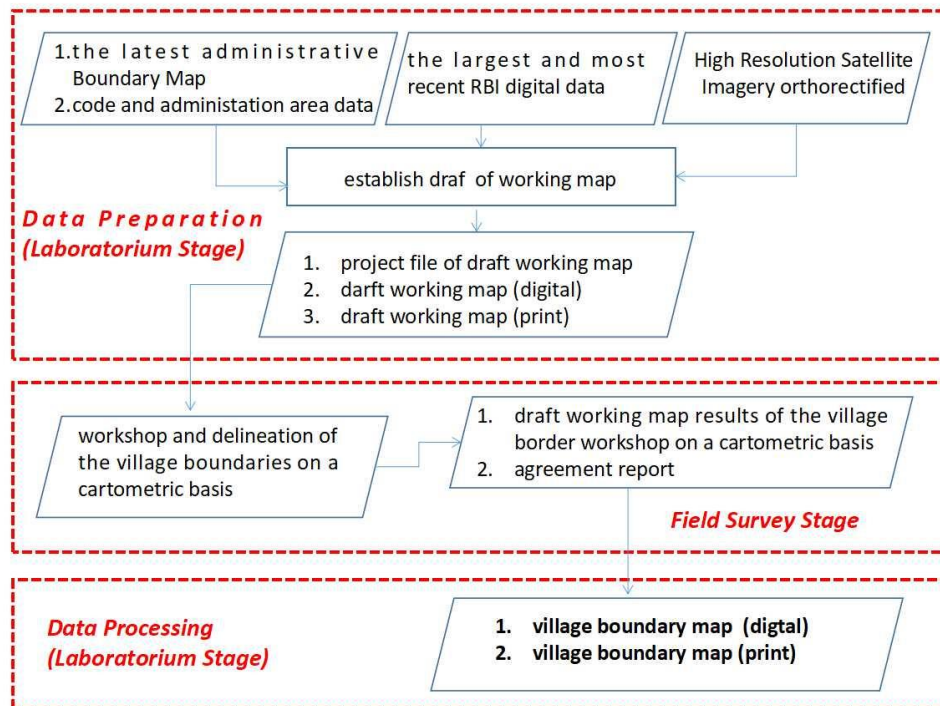 1.the latest administrative
Boundary Map
2.code and administation area data
the largest and most
recent RBI digital data
High Resolution Satellite
Imagery orthorectified
establish draf of working map
Data Preparation
(Laboratorium Stage)
1. project file of draft working map
2. darft working map (digital)
3. draft working map (print)
workshop and delineation of
the village boundaries on a
cartometric basis
1. draft working map results of the village
border workshop on a cartometric basis
2. agreement report
Field Survey Stage
Data Processing
(Laboratorium Stage)
1. village boundary map (digtal)
2. village boundary map (print)